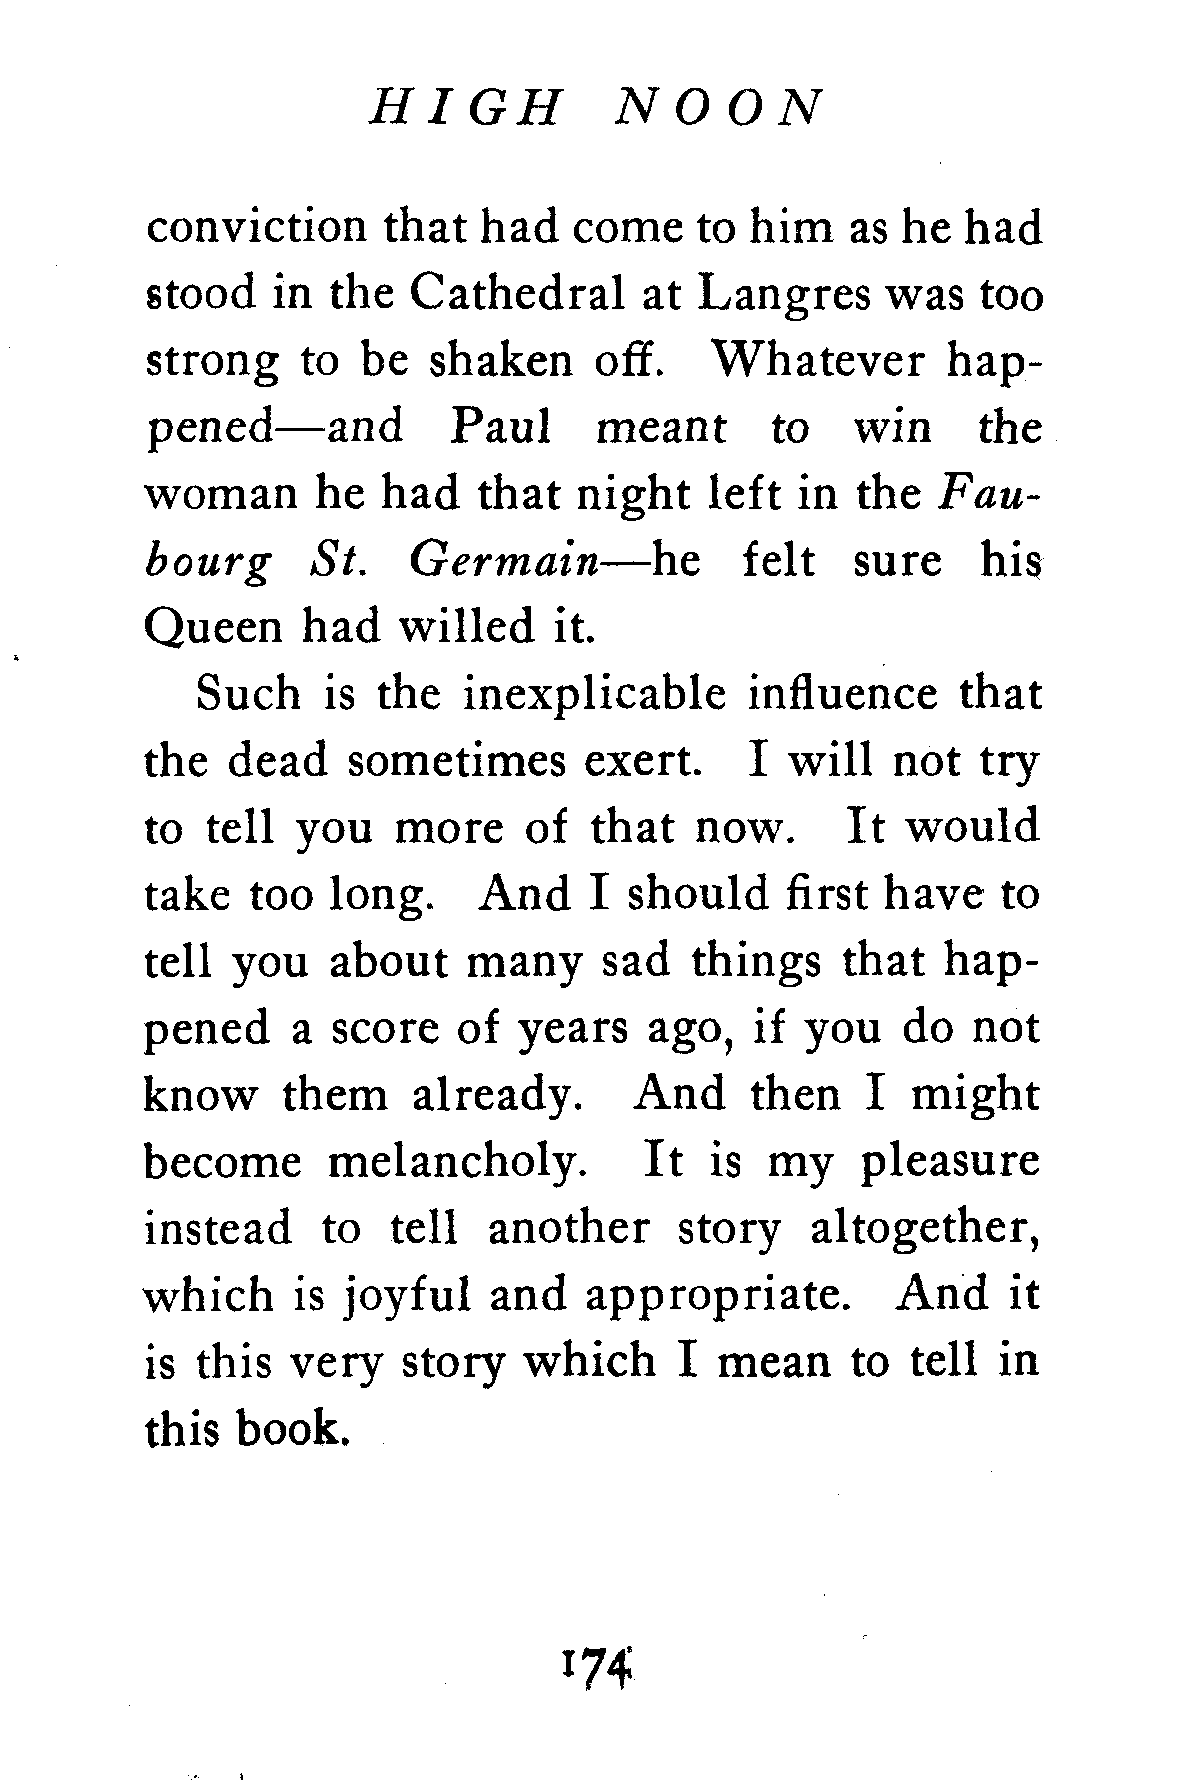 HIGH NOON
conviction that had come to him as he had
stood in the Cathedral at Langres was too
strong to be shaken off. Whatever hap-
pened—and Paul meant to win the
woman he had that night left in the Fau-
bourg St. Germain—he felt sure his
Queen had willed it.
Such is the inexplicable influence that
the dead sometimes exert. I will not try
to tell you more of that now. It would
take too long. And I should first have to
tell you about many sad things that hap-
pened a score of years ago, if you do not
know them already. And then I might
become melancholy. It is my pleasure
instead to tell another story altogether,
which is joyful and appropriate. And it
is this very story which I mean to tell in
this book.
174